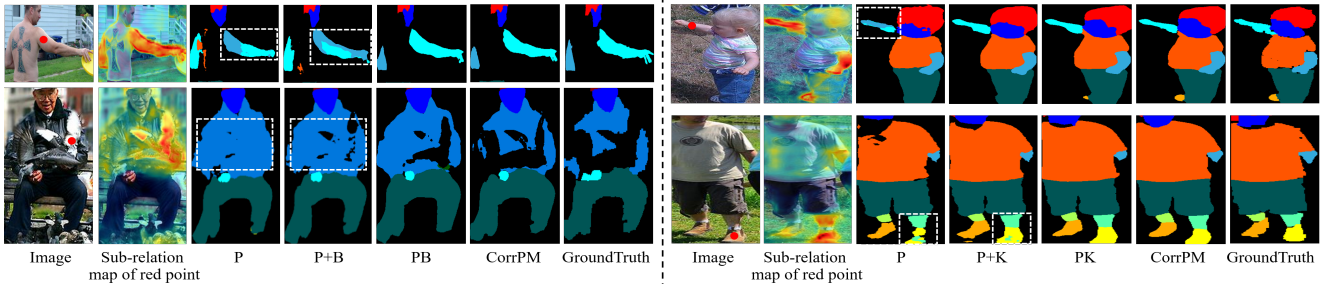 Image
Sub-relation
map of red point
P
P+B
PB
CorrPM
GroundTruth
Image
Sub-relation
map of red point
P
P+K
PK
CorrPM
GroundTruth